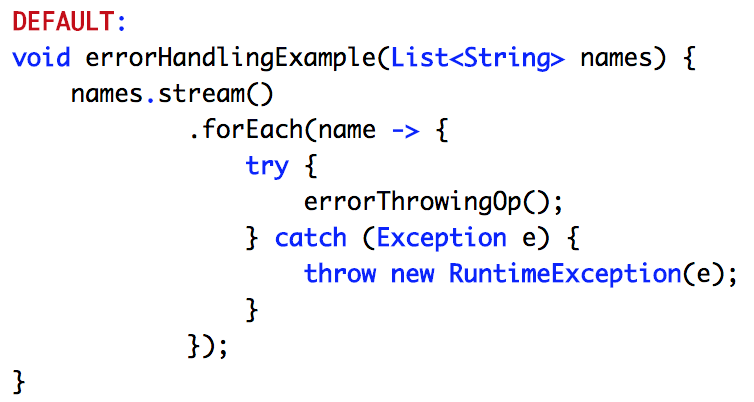 DEFAULT:
void errorHandlingExample(List<String> names) {
    names.stream()
            .forEach(name -> {
                try {
                    errorThrowingOp();
                } catch (Exception e) {
                    throw new RuntimeException(e);
                }
            });
}